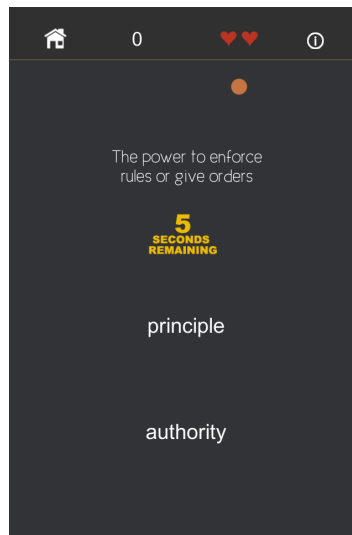 0
The power to enforce
rules or give orders
5
SECONDS
REMAINING
principle
authority